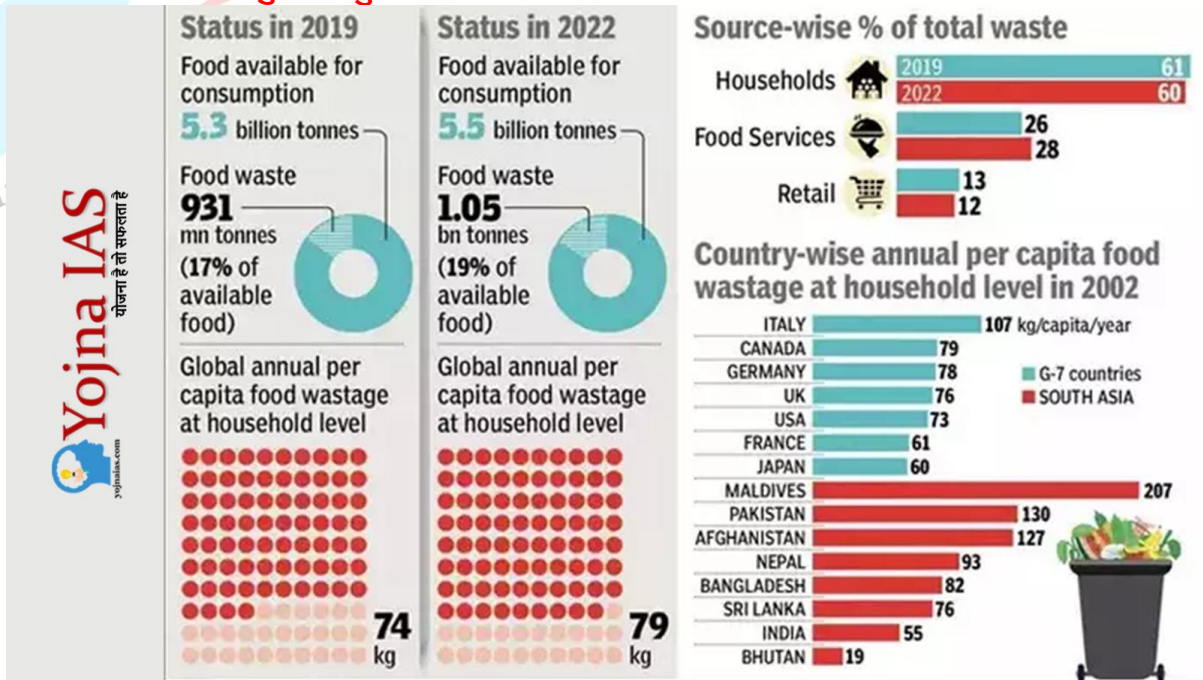 Yojna IAS
योजना है तो सफलता है
yojnaias.com
Status in 2019
Food available for
consumption
5.3 billion tonnes
Food waste
931
mn tonnes
(17% of
available
food)
Global annual per
capita food wastage
at household level
74
kg
Status in 2022
Food available for
consumption
5.5 billion tonnes
Food waste
1.05
bn tonnes
(19% of
available
food)
Global annual per
capita food wastage
at household level
79
kg
Source-wise % of total waste
Households 2019 61
2022 60
Food Services 26
28
Retail 13
12
Country-wise annual per capita food
wastage at household level in 2002
ITALY 107 kg/capita/year
CANADA 79
GERMANY 78
UK 76
USA 73
FRANCE 61
JAPAN 60
MALDIVES 207
PAKISTAN 130
AFGHANISTAN 127
NEPAL 93
BANGLADESH 82
SRI LANKA 76
INDIA 55
BHUTAN 19
G-7 countries
SOUTH ASIA